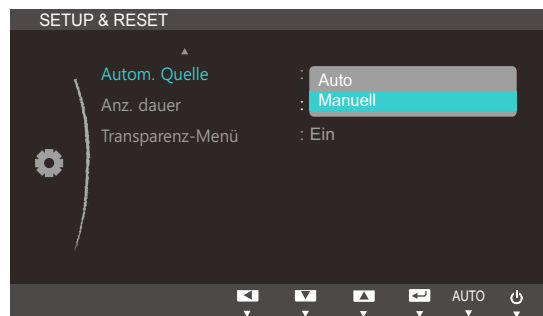 SETUP & RESET
Autom. Quelle :
Auto
Manuell
Anz. dauer :
Transparenz-Menü : Ein
AUTO